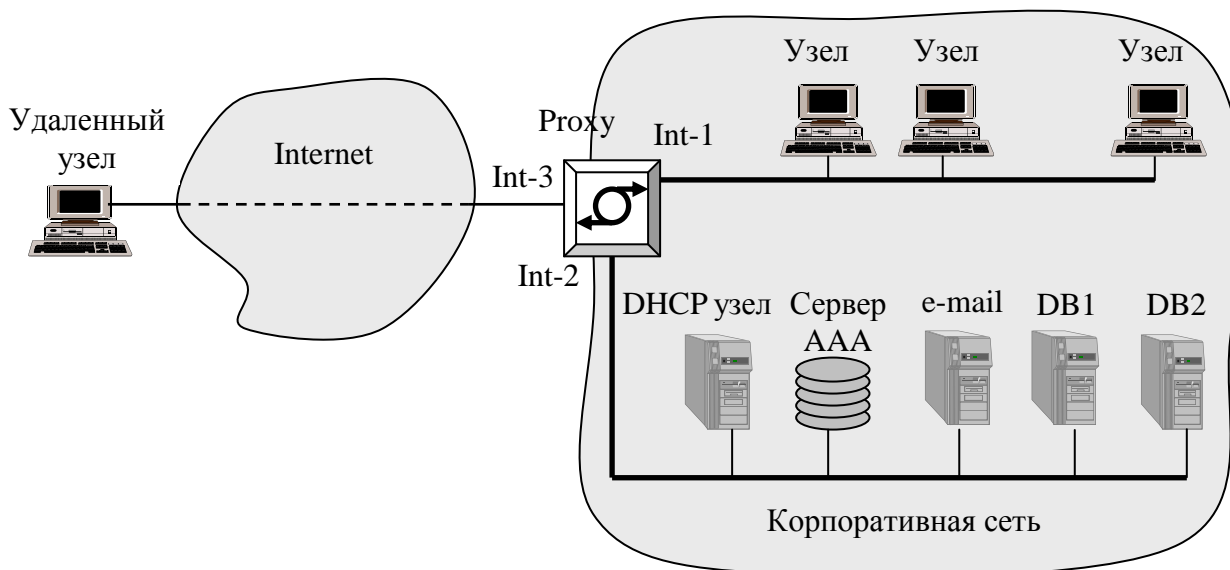 Удаленный
узел
Internet
Proxy
Int-3
Int-2
Int-1
Узел
Узел
Узел
DHCP узел
Сервер
AAA
e-mail
DB1
DB2
Корпоративная сеть